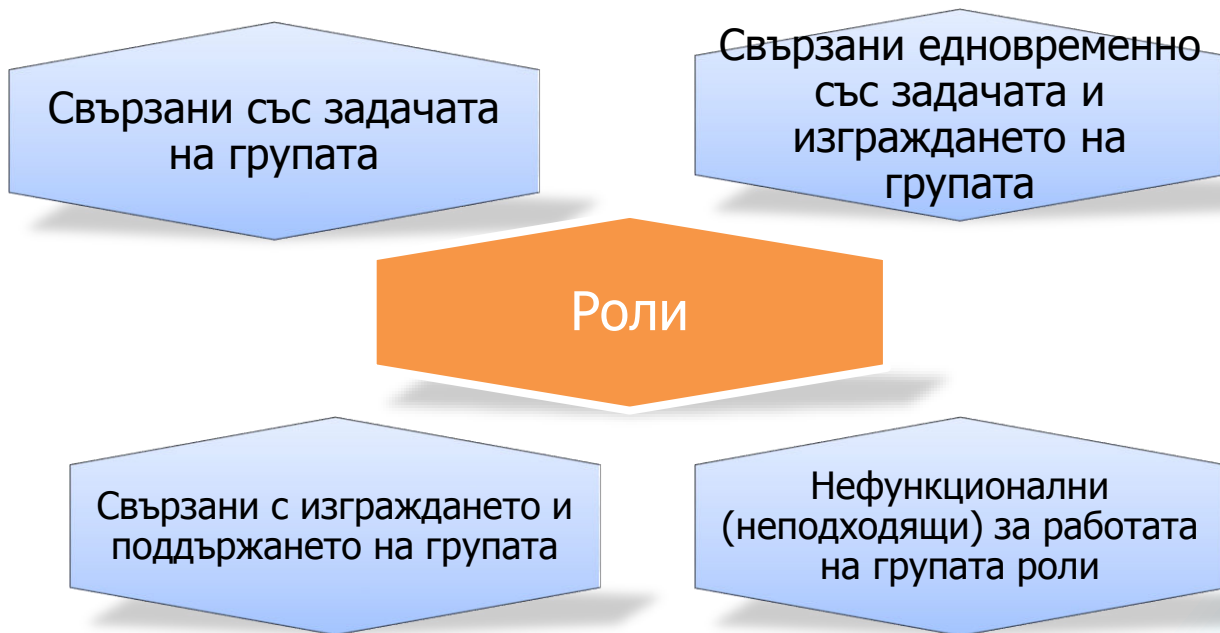 Свързани със задачата
на групата
Свързани едновременно
със задачата и
изграждането на
групата
Роли
Свързани с изграждането и
поддържането на групата
Нефункционални
(неподходящи) за работата
на групата роли